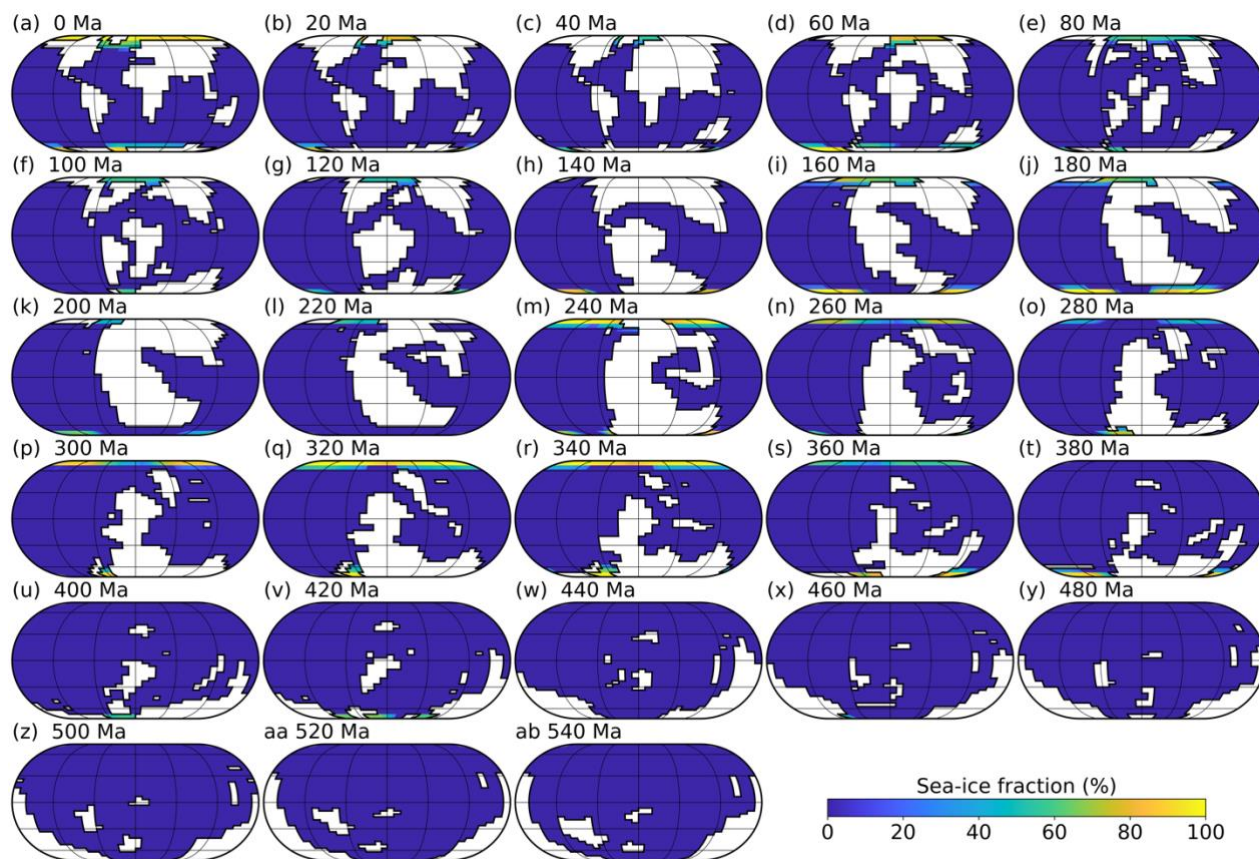 (a) 0 Ma (b) 20 Ma (c) 40 Ma (d) 60 Ma (e) 80 Ma
(f) 100 Ma (g) 120 Ma (h) 140 Ma (i) 160 Ma (j) 180 Ma
(k) 200 Ma (l) 220 Ma (m) 240 Ma (n) 260 Ma (o) 280 Ma
(p) 300 Ma (q) 320 Ma (r) 340 Ma (s) 360 Ma (t) 380 Ma
(u) 400 Ma (v) 420 Ma (w) 440 Ma (x) 460 Ma (y) 480 Ma
(z) 500 Ma aa 520 Ma ab 540 Ma
Sea-ice fraction (%)
0 20 40 60 80 100